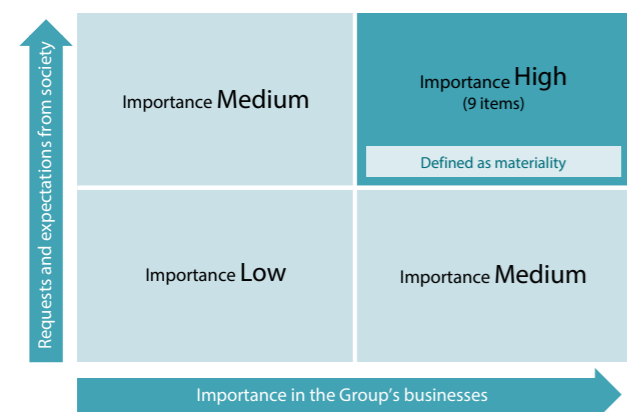 Requests and expectations from society
Importance Medium
Importance High
(9 items)
Defined as materiality
Importance Low
Importance Medium
Importance in the Group's businesses